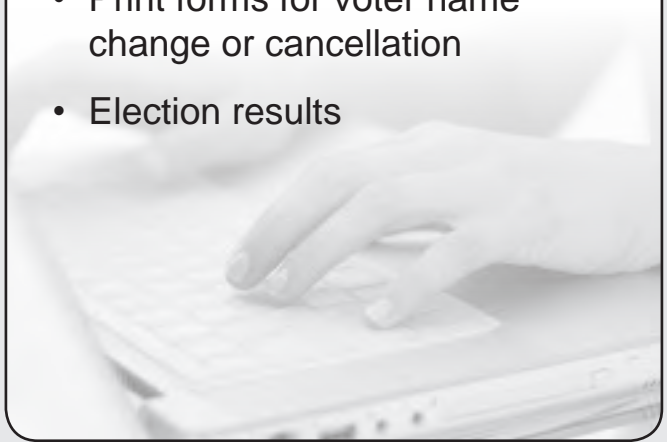 • Print forms for voter name
change or cancellation
• Election results